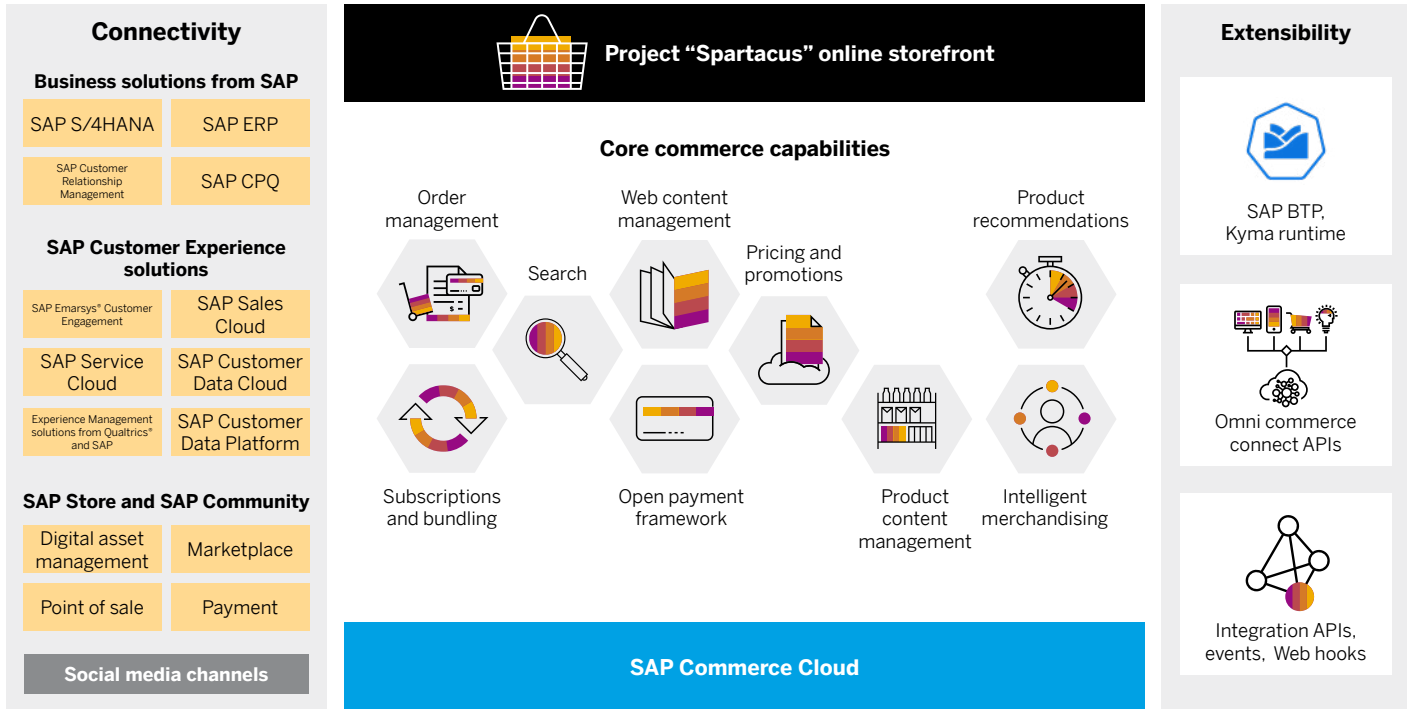 Connectivity
Business solutions from SAP
SAP S/4HANA
SAP ERP
SAP Customer
Relationship
Management
SAP CPQ
SAP Customer Experience
solutions
SAP Emarsys® Customer
Engagement
SAP Sales
Cloud
SAP Service
Cloud
SAP Customer
Data Cloud
Experience Management
solutions from Qualtrics®
and SAP
SAP Customer
Data Platform
SAP Store and SAP Community
Digital asset
management
Marketplace
Point of sale
Payment
Social media channels
Project “Spartacus” online storefront
Core commerce capabilities
Order
management
Search
Web content
management
Pricing and
promotions
Product
recommendations
Subscriptions
and bundling
Open payment
framework
Product
content
management
Intelligent
merchandising
SAP Commerce Cloud
Extensibility
SAP BTP,
Kyma runtime
Omni commerce
connect APIs
Integration APIs,
events, Web hooks